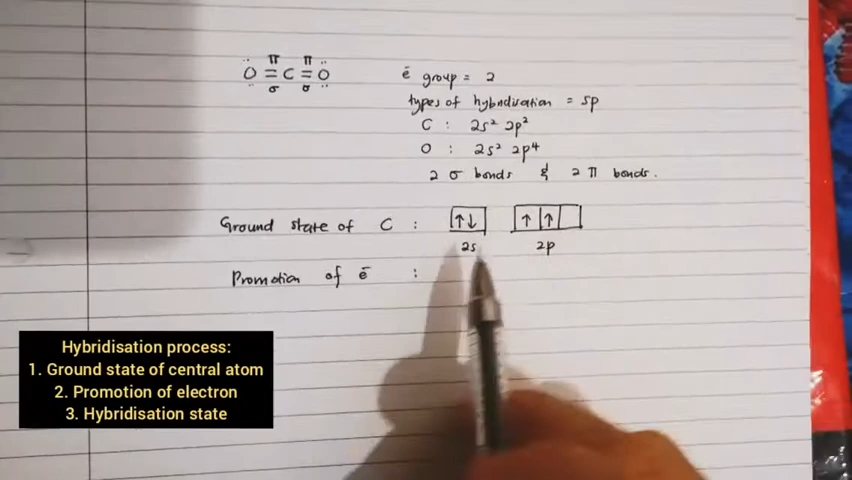 π π
O = C = O
σ σ
ē group = 2
types of hybridisation = sp
C : 2s² 2p²
O : 2s² 2p⁴
2 σ bonds & 2 π bonds.
Ground state of C : ↑↓ ↑ ↑
2s 2p
Promotion of ē :
Hybridisation process:
1. Ground state of central atom
2. Promotion of electron
3. Hybridisation state